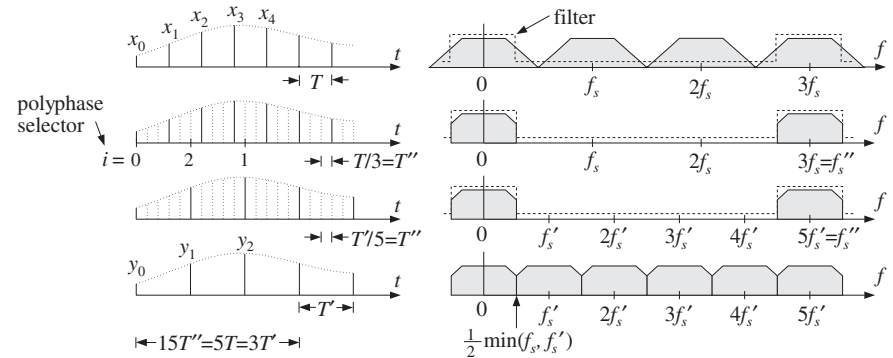 x₀ x₁ x₂ x₃ x₄ t
T
filter
f
0 fₛ 2fₛ 3fₛ
polyphase
selector
t
i = 0 2 1
T/3=T″
f
0 fₛ 2fₛ 3fₛ=fₛ″
t
T′/5=T″
f
0 fₛ′ 2fₛ′ 3fₛ′ 4fₛ′ 5fₛ′=fₛ″
y₀ y₁ y₂ t
T′
f
0 fₛ′ 2fₛ′ 3fₛ′ 4fₛ′ 5fₛ′
15T″=5T=3T′
½ min(fₛ, fₛ′)